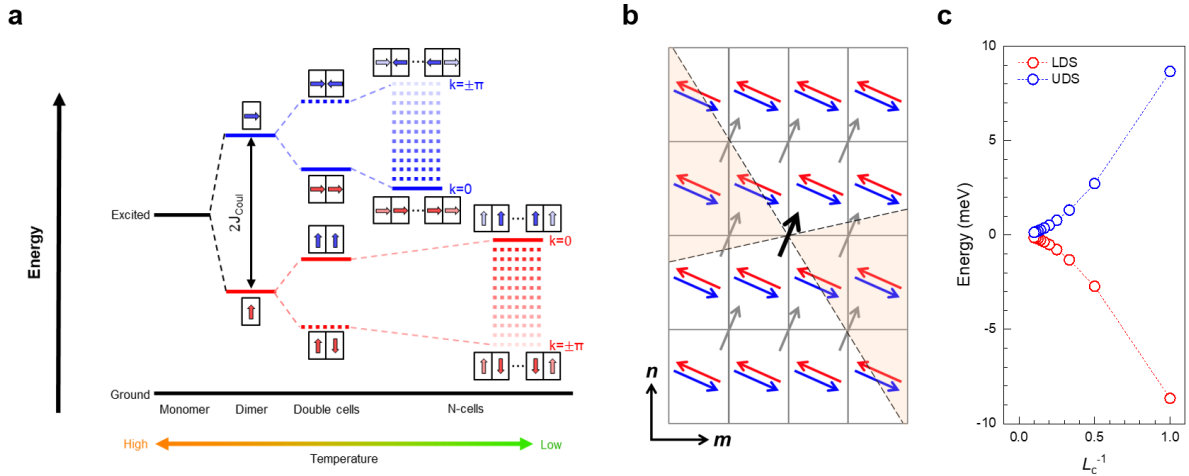 a
b
c
k=±π
k=0
k=0
k=±π
Energy
Excited
Ground
2J_Coul
Monomer
Dimer
Double cells
N-cells
High
Low
Temperature
n
m
LDS
UDS
Energy (meV)
10
5
0
-5
-10
0.0
0.5
1.0
L_c^-1